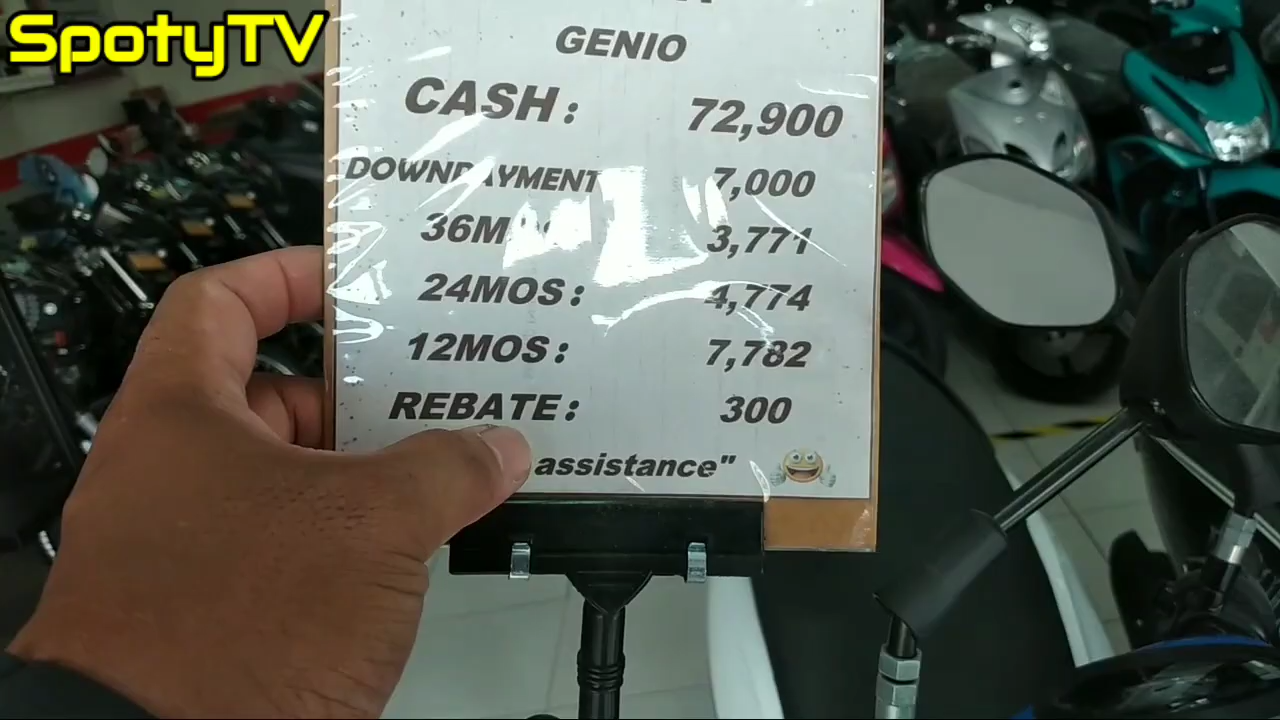 SpotyTV
GENIO
CASH: 72,900
DOWNPAYMENT 7,000
3,771
24MOS: 4,774
12MOS: 7,782
REBATE: 300
assistance"